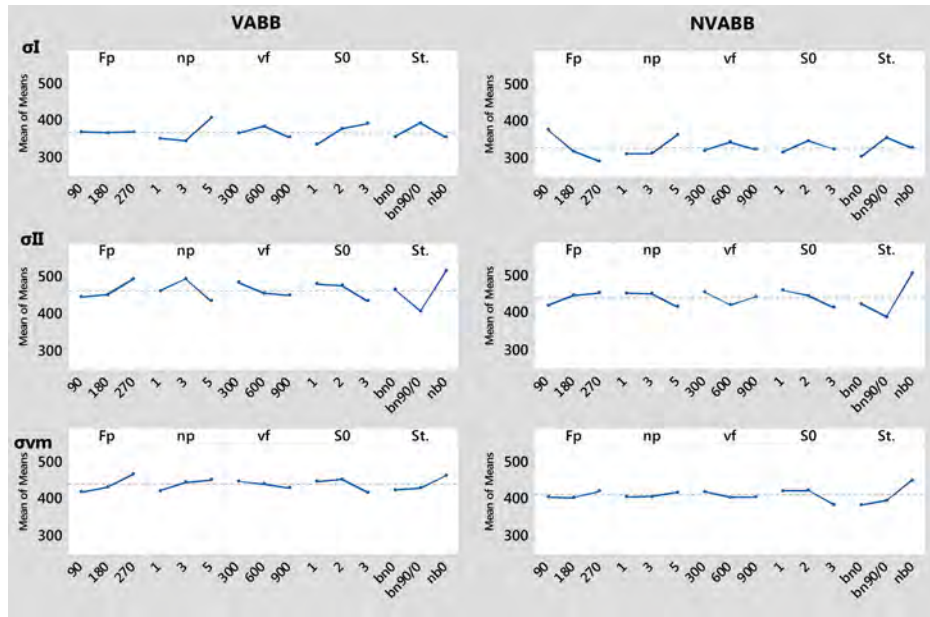 VABB NVABB
σI
Fp np vf S0 St. Fp np vf S0 St.
Mean of Means 500 400 300 Mean of Means 500 400 300
90 180 270 1 3 5 300 600 900 1 2 3 bn0 bn90/0 nb0 90 180 270 1 3 5 300 600 900 1 2 3 bn0 bn90/0 nb0
σII
Fp np vf S0 St. Fp np vf S0 St.
Mean of Means 500 400 300 Mean of Means 500 400 300
90 180 270 1 3 5 300 600 900 1 2 3 bn0 bn90/0 nb0 90 180 270 1 3 5 300 600 900 1 2 3 bn0 bn90/0 nb0
σvm
Fp np vf S0 St. Fp np vf S0 St.
Mean of Means 500 400 300 Mean of Means 500 400 300
90 180 270 1 3 5 300 600 900 1 2 3 bn0 bn90/0 nb0 90 180 270 1 3 5 300 600 900 1 2 3 bn0 bn90/0 nb0